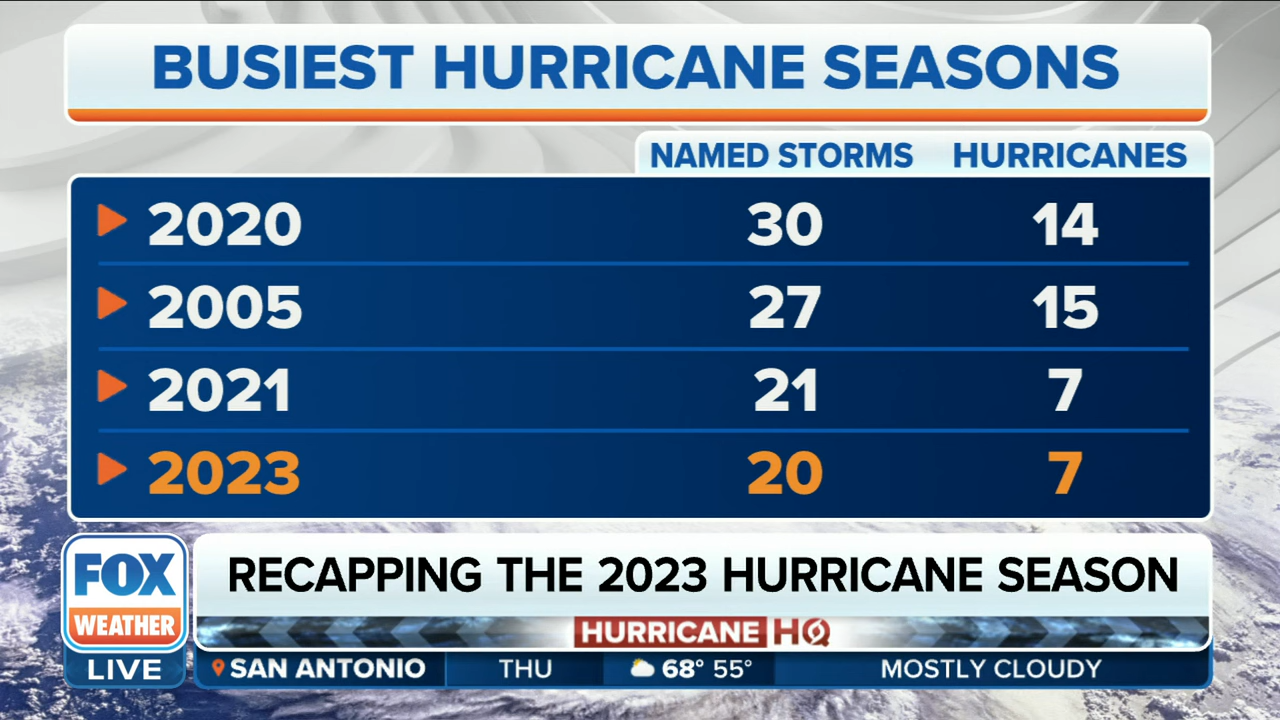 BUSIEST HURRICANE SEASONS
NAMED STORMS HURRICANES
2020 30 14
2005 27 15
2021 21 7
2023 20 7
FOX WEATHER
RECAPPING THE 2023 HURRICANE SEASON
HURRICANE HQ
LIVE SAN ANTONIO THU 68° 55° MOSTLY CLOUDY